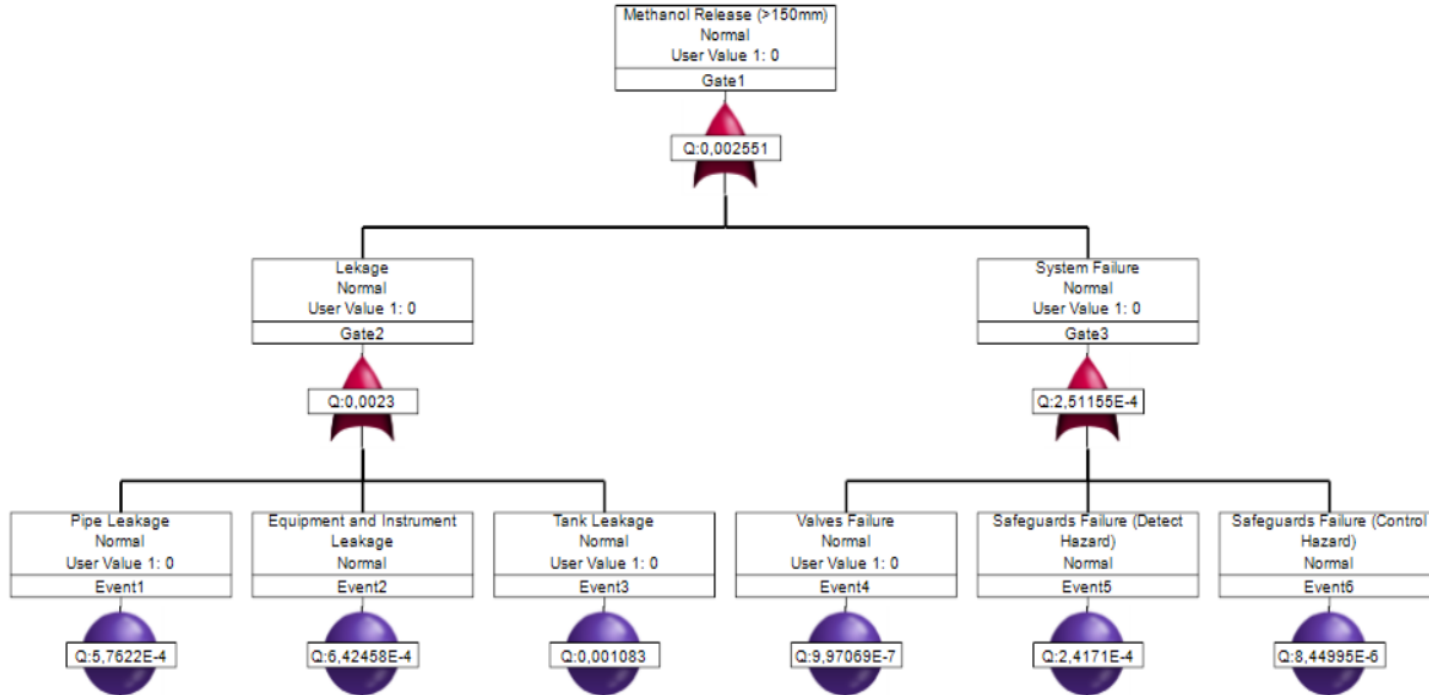 Methanol Release (>150mm)
Normal
User Value 1: 0
Gate1
Q:0,002551
Lekage
Normal
User Value 1: 0
Gate2
System Failure
Normal
User Value 1: 0
Gate3
Q:0,0023
Q:2,51155E-4
Pipe Leakage
Normal
User Value 1: 0
Event1
Equipment and Instrument
Leakage
Normal
Event2
Tank Leakage
Normal
User Value 1: 0
Event3
Valves Failure
Normal
User Value 1: 0
Event4
Safeguards Failure (Detect
Hazard)
Normal
Event5
Safeguards Failure (Control
Hazard)
Normal
Event6
Q:5,7622E-4
Q:6,42458E-4
Q:0,001083
Q:9,97069E-7
Q:2,4171E-4
Q:8,44995E-6